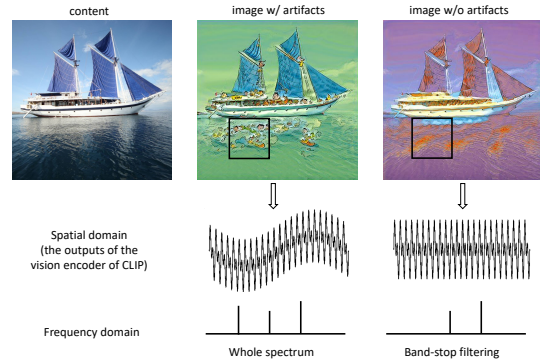 content
image w/ artifacts
image w/o artifacts
Spatial domain
(the outputs of the
vision encoder of CLIP)
Frequency domain
Whole spectrum
Band-stop filtering